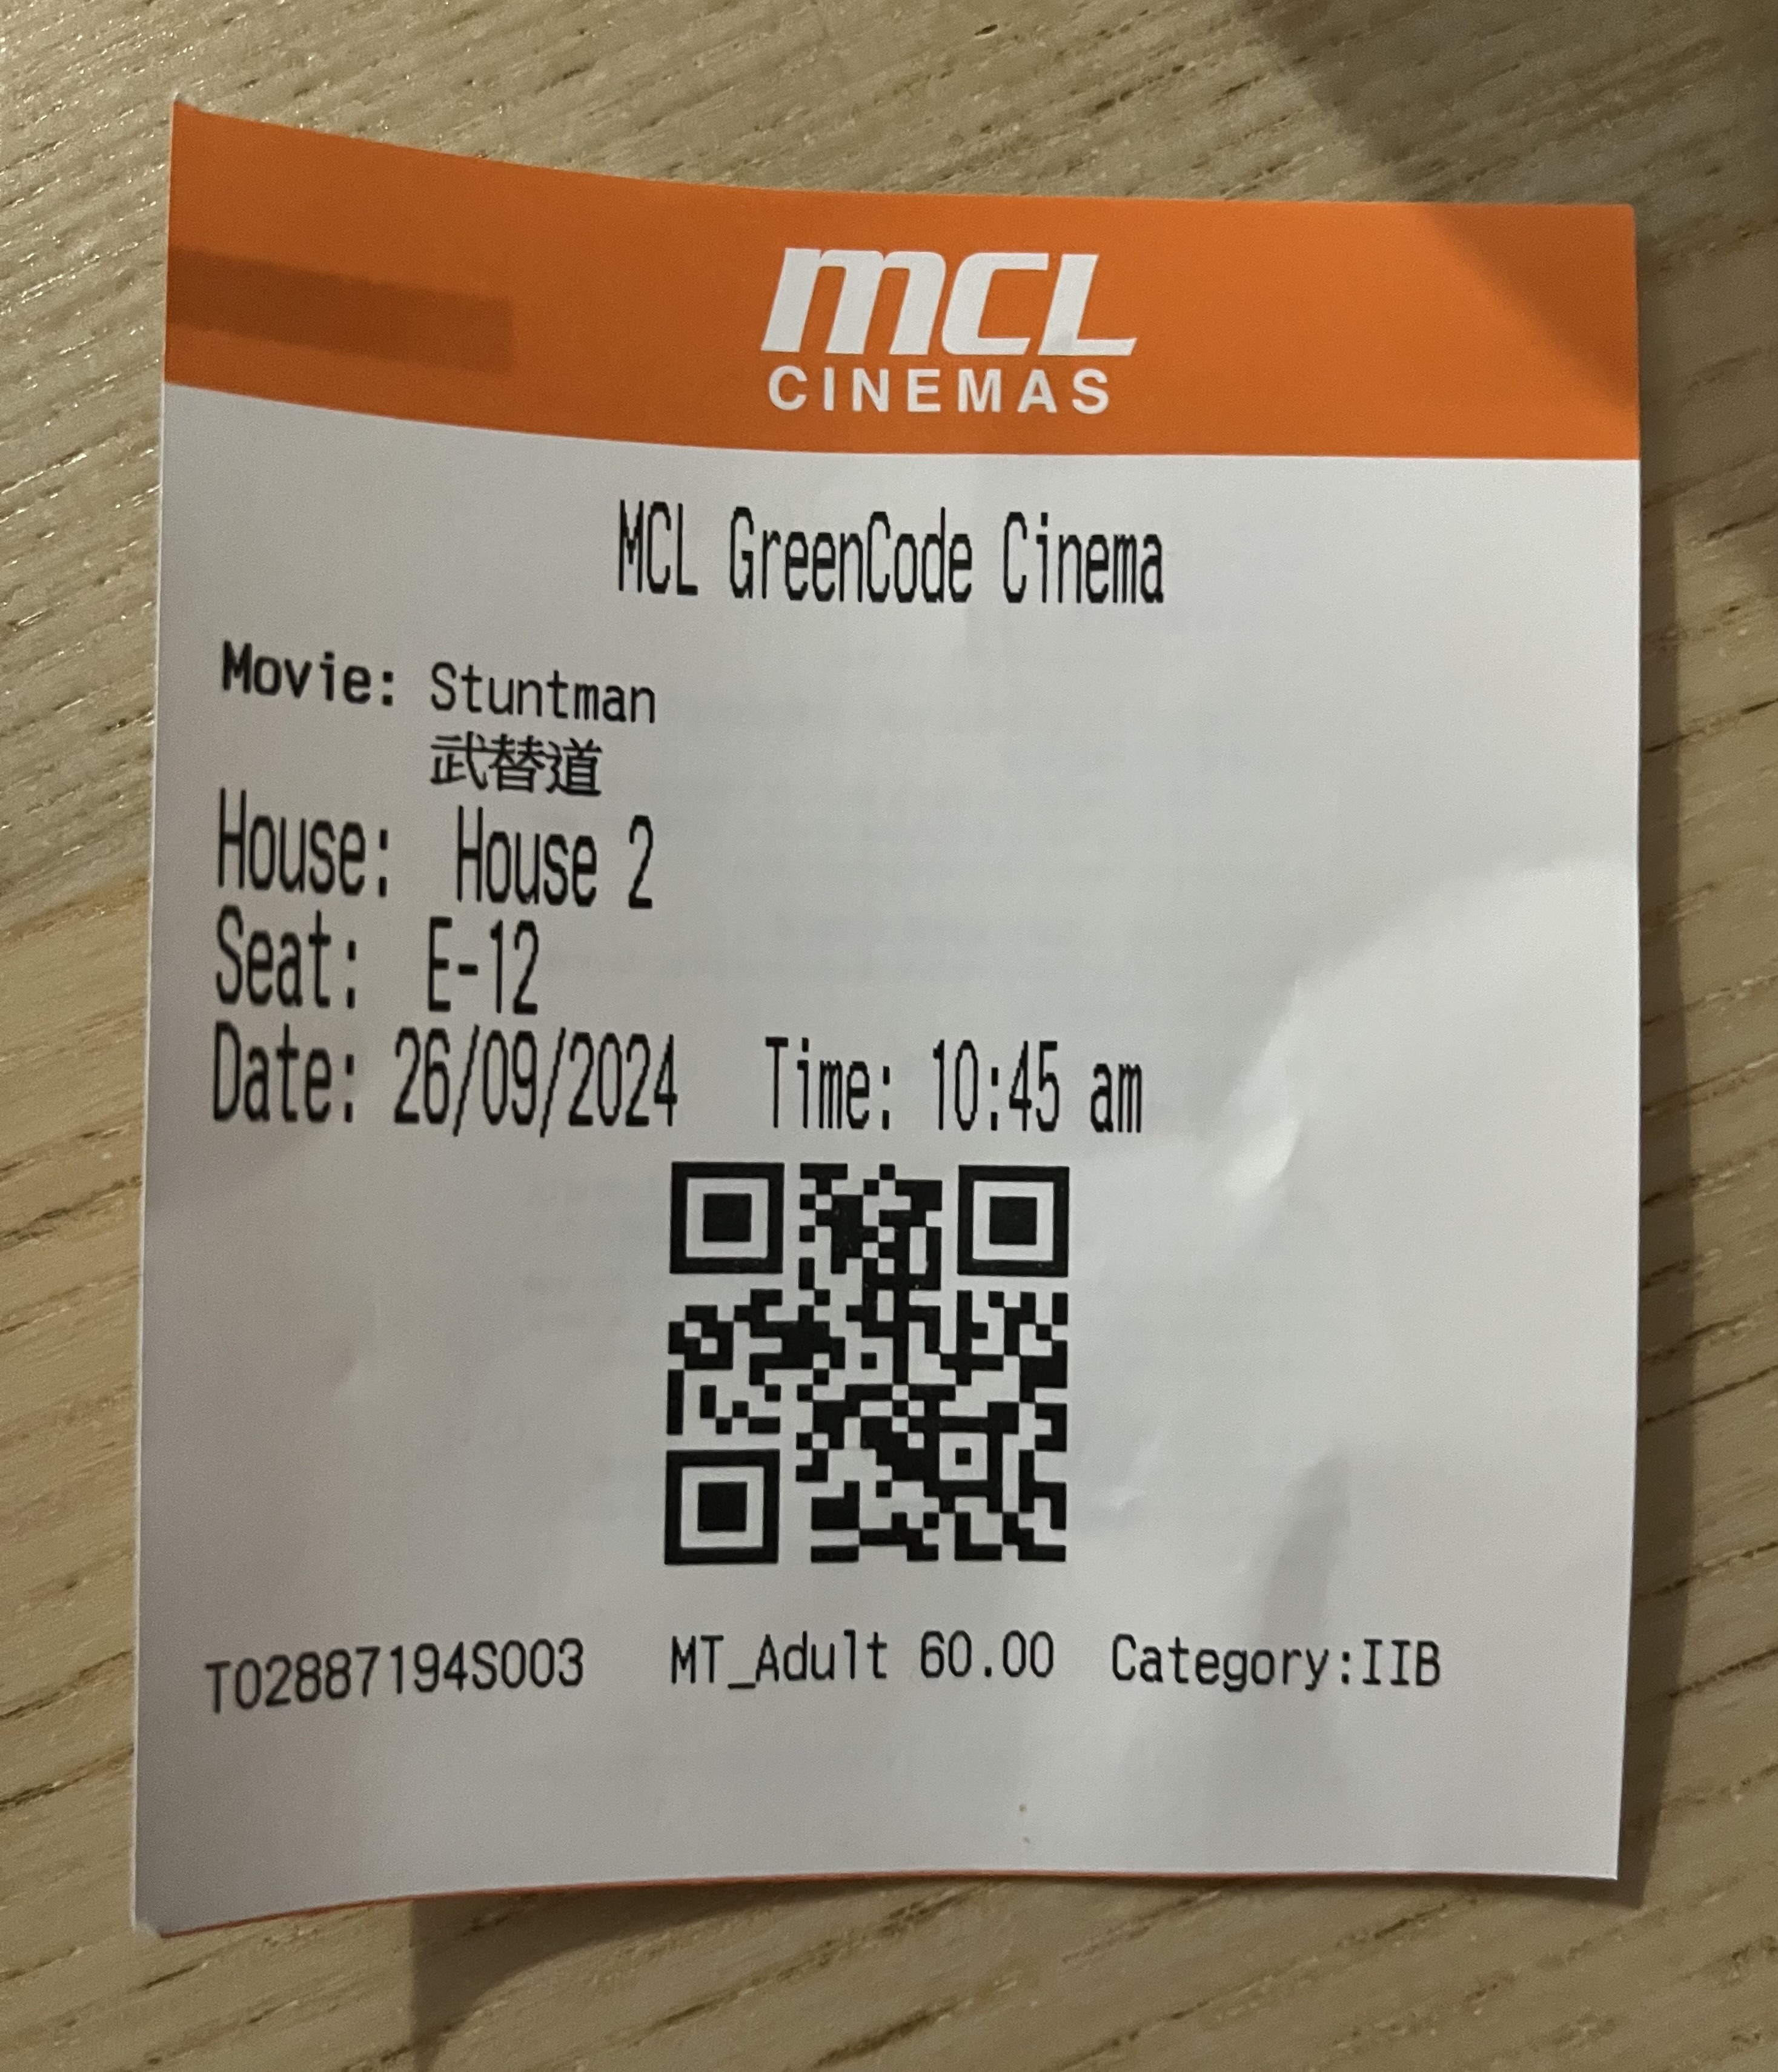 mCL
CINEMAS
MCL GreenCode Cinema
Movie: Stuntman
武替道
House: House 2
Seat: E-12
Date: 26/09/2024 Time: 10:45 am
T02887194S003 MT_Adult 60.00 Category:IIB